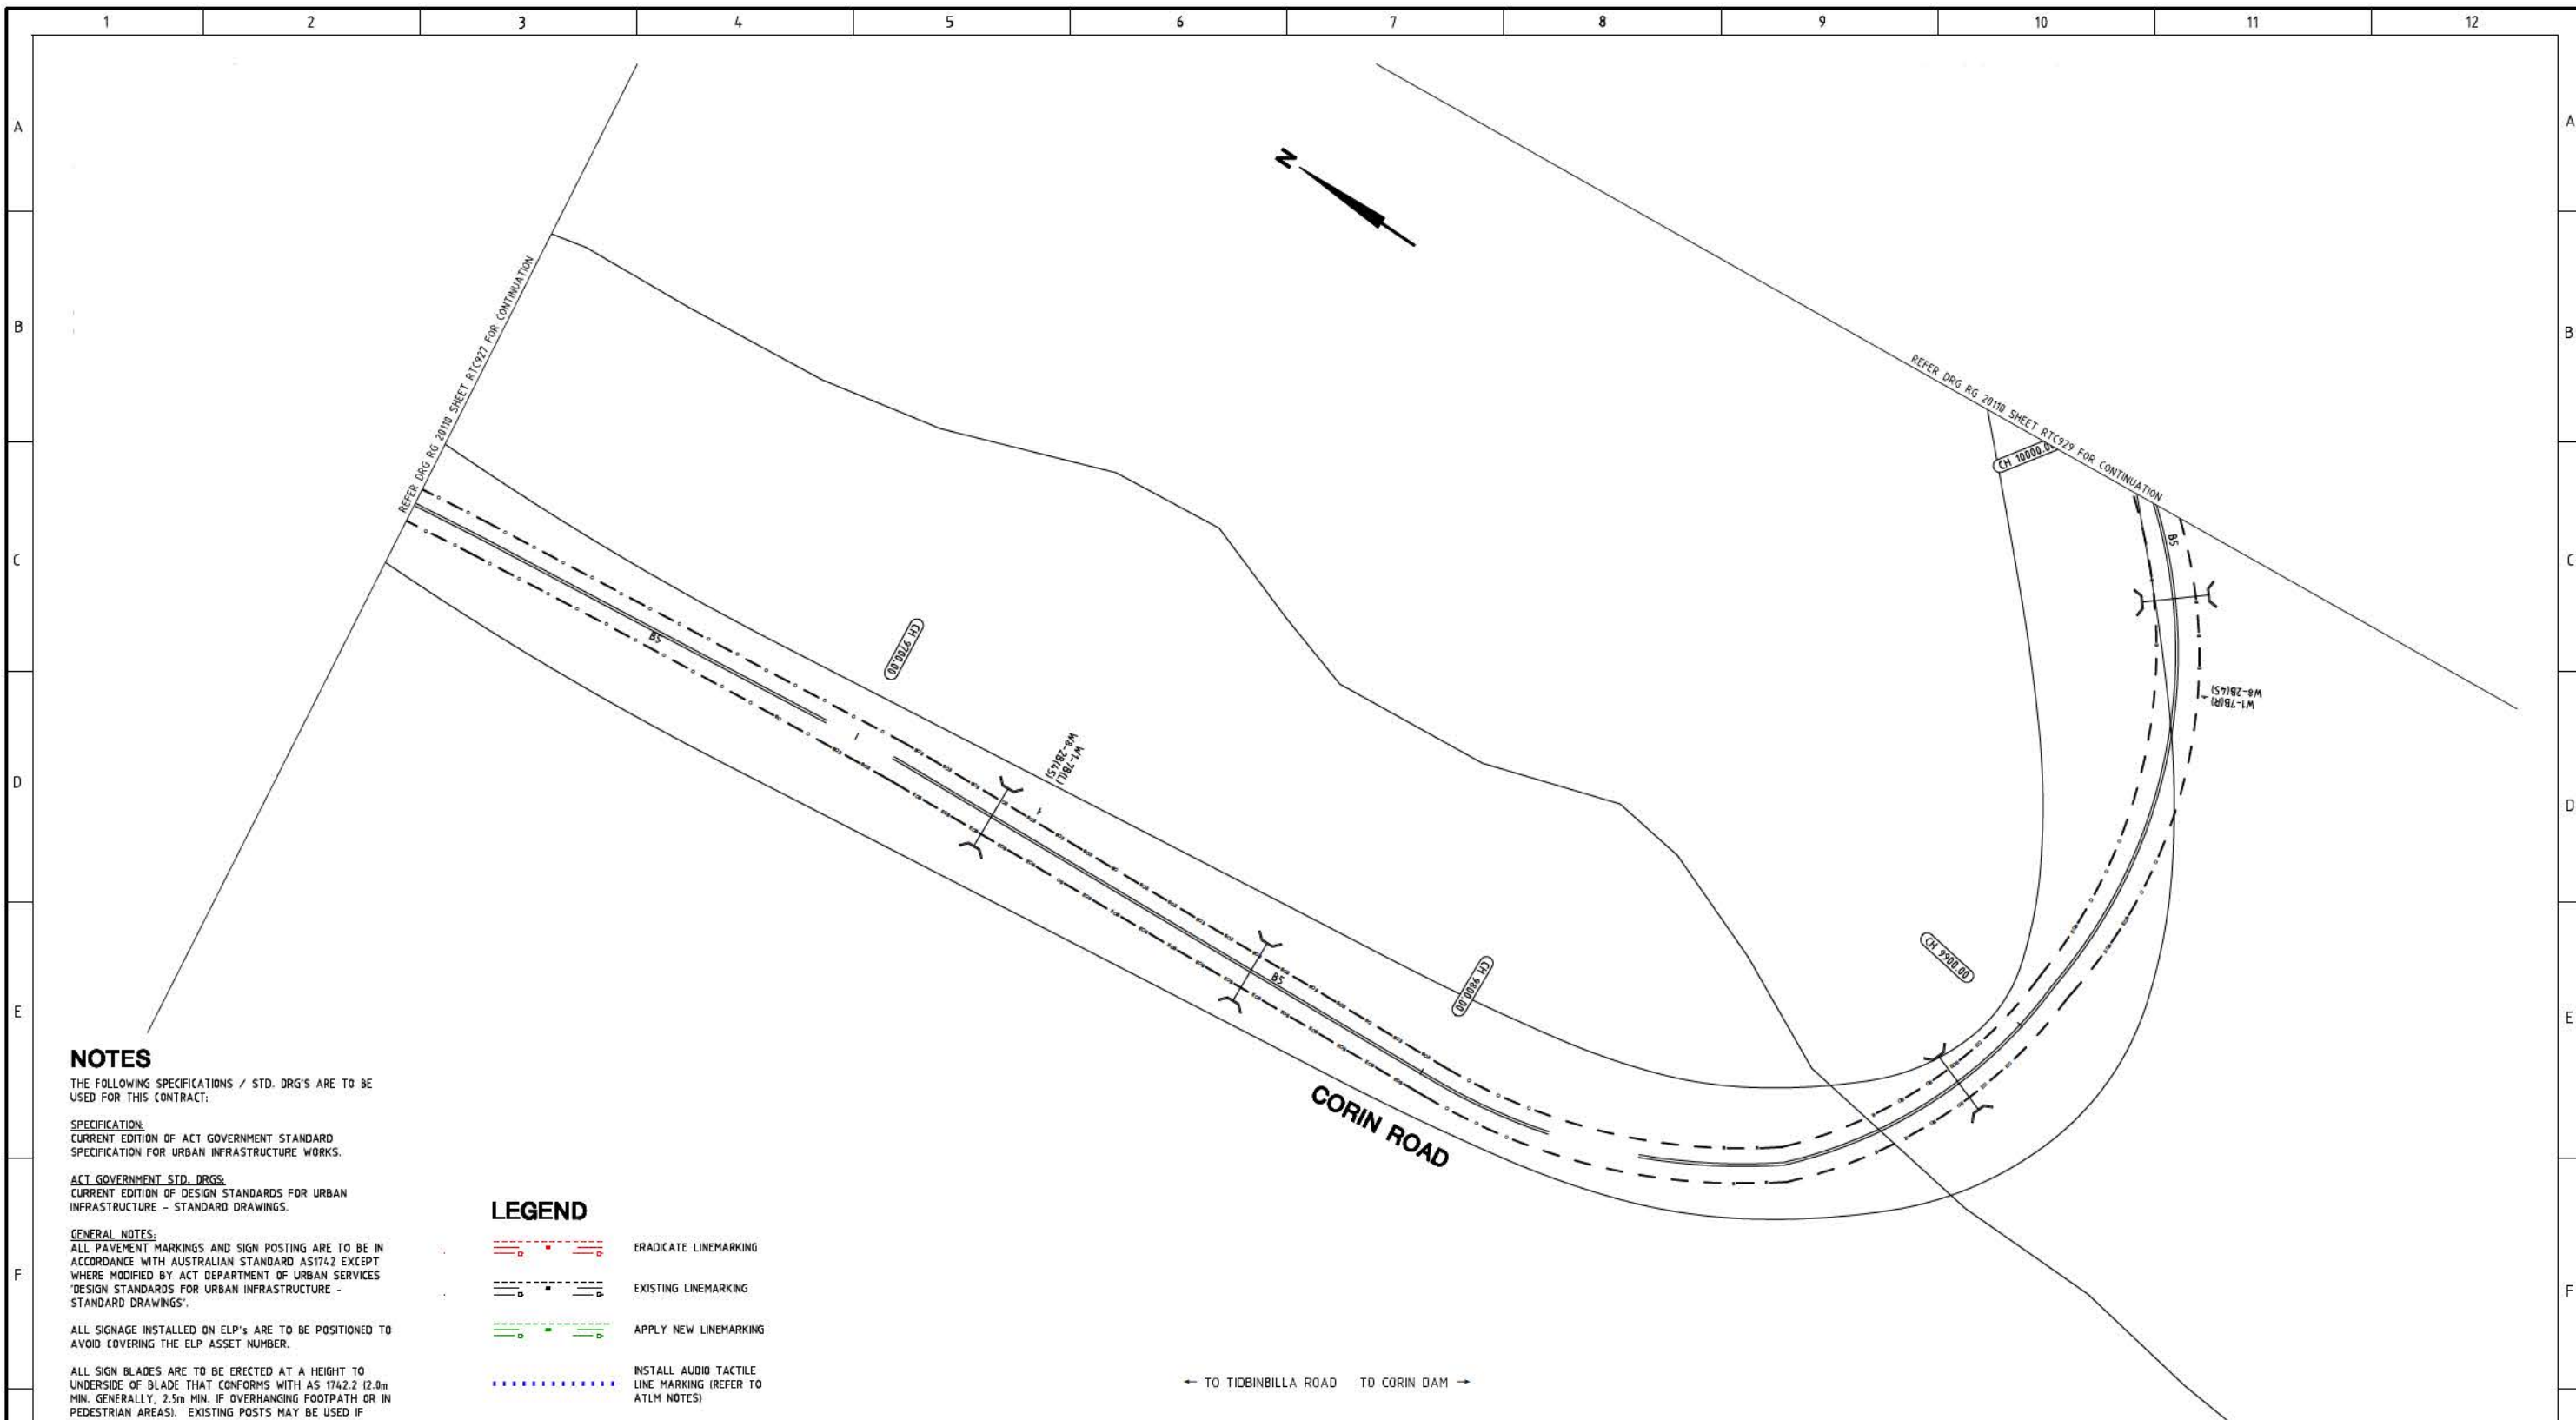 1 2 3 4 5 6 7 8 9 10 11 12
A A
B B
C C
D D
E E
F F
N
REFER DRG RG 20110 SHEET RTC927 FOR CONTINUATION
REFER DRG RG 20110 SHEET RTC929 FOR CONTINUATION
CH 10000.00
B5
B5
CH 9700.00
W1-7B(R)
W8-2B(45)
W1-7B(L)
W8-2B(45)
CH 9900.00
B5
CH 9800.00
CORIN ROAD
NOTES
THE FOLLOWING SPECIFICATIONS / STD. DRG'S ARE TO BE
USED FOR THIS CONTRACT:
SPECIFICATION:
CURRENT EDITION OF ACT GOVERNMENT STANDARD
SPECIFICATION FOR URBAN INFRASTRUCTURE WORKS.
ACT GOVERNMENT STD. DRGS:
CURRENT EDITION OF DESIGN STANDARDS FOR URBAN
INFRASTRUCTURE - STANDARD DRAWINGS.
GENERAL NOTES:
ALL PAVEMENT MARKINGS AND SIGN POSTING ARE TO BE IN
ACCORDANCE WITH AUSTRALIAN STANDARD AS1742 EXCEPT
WHERE MODIFIED BY ACT DEPARTMENT OF URBAN SERVICES
'DESIGN STANDARDS FOR URBAN INFRASTRUCTURE -
STANDARD DRAWINGS'.
ALL SIGNAGE INSTALLED ON ELP's ARE TO BE POSITIONED TO
AVOID COVERING THE ELP ASSET NUMBER.
ALL SIGN BLADES ARE TO BE ERECTED AT A HEIGHT TO
UNDERSIDE OF BLADE THAT CONFORMS WITH AS 1742.2 (2.0m
MIN. GENERALLY, 2.5m MIN. IF OVERHANGING FOOTPATH OR IN
PEDESTRIAN AREAS). EXISTING POSTS MAY BE USED IF
LEGEND
ERADICATE LINEMARKING
EXISTING LINEMARKING
APPLY NEW LINEMARKING
INSTALL AUDIO TACTILE
LINE MARKING (REFER TO
ATLM NOTES)
← TO TIDBINBILLA ROAD TO CORIN DAM →